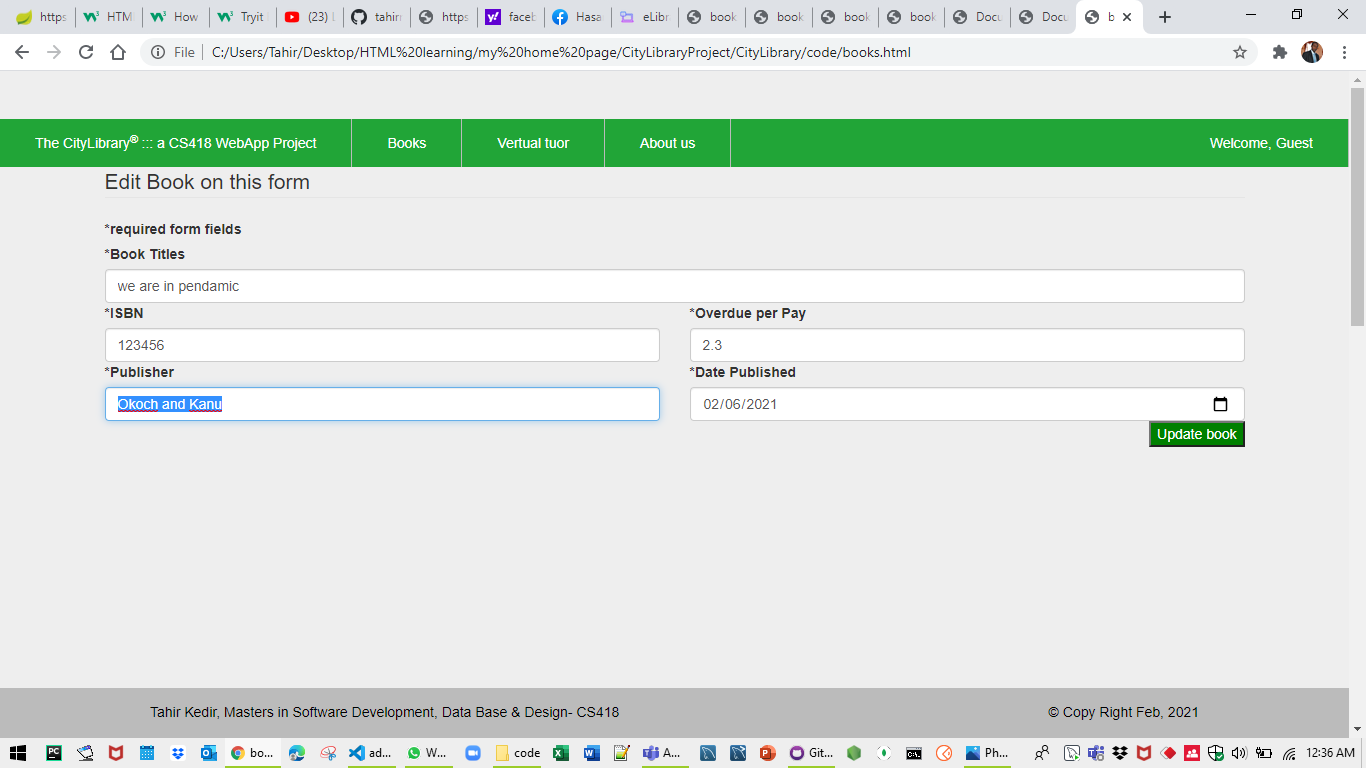 https HTML How Tryit (23) tahirr https faceb Hasa eLibr book book book book Docu Docu b
File C:/Users/Tahir/Desktop/HTML%20learning/my%20home%20page/CityLibraryProject/CityLibrary/code/books.html
The CityLibrary® ::: a CS418 WebApp Project Books Vertual tuor About us Welcome, Guest
Edit Book on this form
*required form fields
*Book Titles
we are in pendamic
*ISBN *Overdue per Pay
123456 2.3
*Publisher *Date Published
Okoch and Kanu 02/06/2021
Update book
Tahir Kedir, Masters in Software Development, Data Base & Design- CS418 © Copy Right Feb, 2021
bo... ad... W... code A... Git... Ph... 12:36 AM